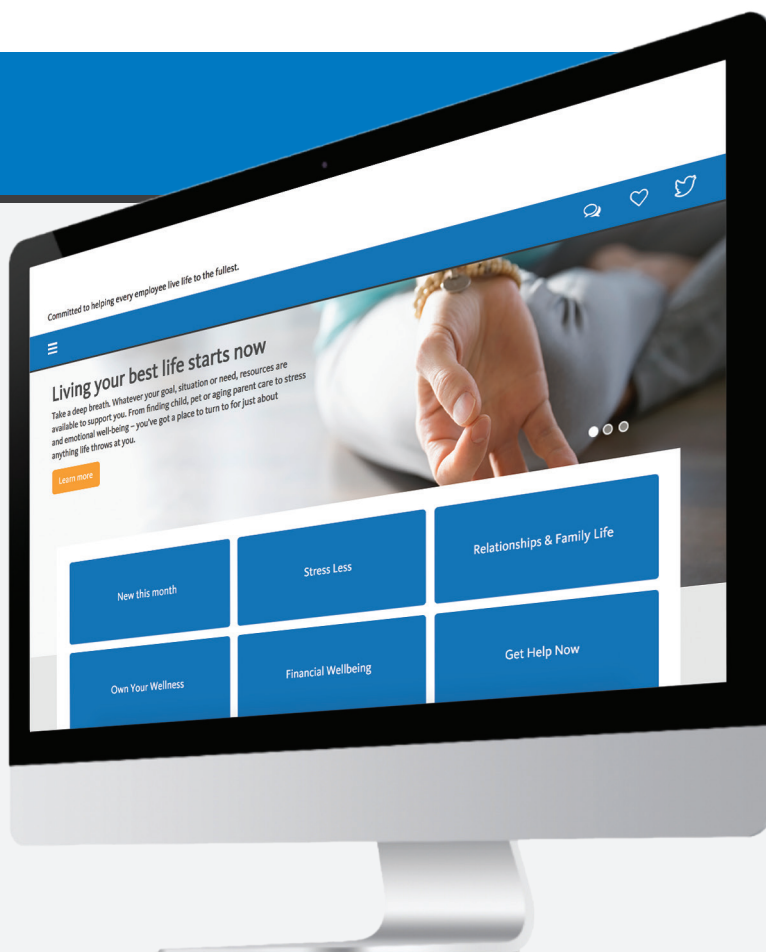 Committed to helping every employee live life to the fullest.
Living your best life starts now
Take a deep breath. Whatever your goal, situation or need, resources are
available to support you. From finding child, pet or aging parent care to stress
and emotional well-being – you've got a place to turn to for just about
anything life throws at you.
Learn more
New this month
Stress Less
Relationships & Family Life
Own Your Wellness
Financial Wellbeing
Get Help Now